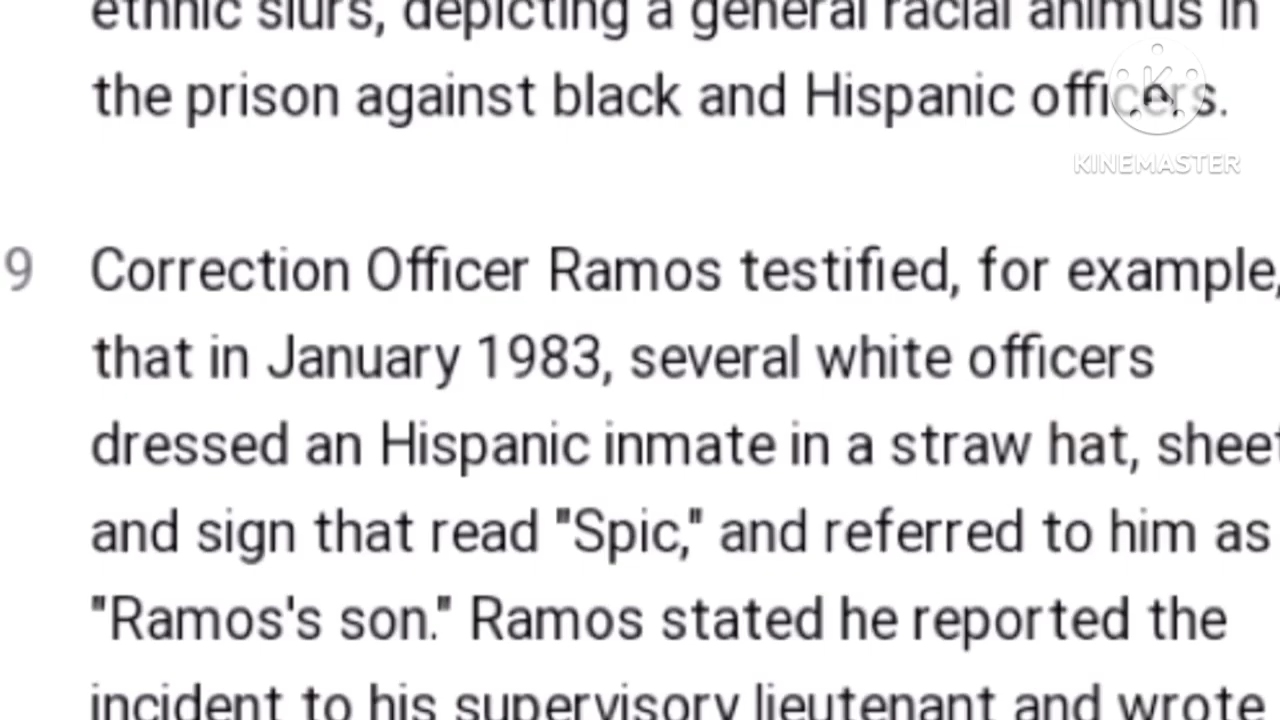 ethnic slurs, depicting a general racial animus in
the prison against black and Hispanic officers.
K
KINEMASTER
9 Correction Officer Ramos testified, for example,
that in January 1983, several white officers
dressed an Hispanic inmate in a straw hat, sheet
and sign that read "Spic," and referred to him as
"Ramos's son." Ramos stated he reported the
incident to his supervisory lieutenant and wrote